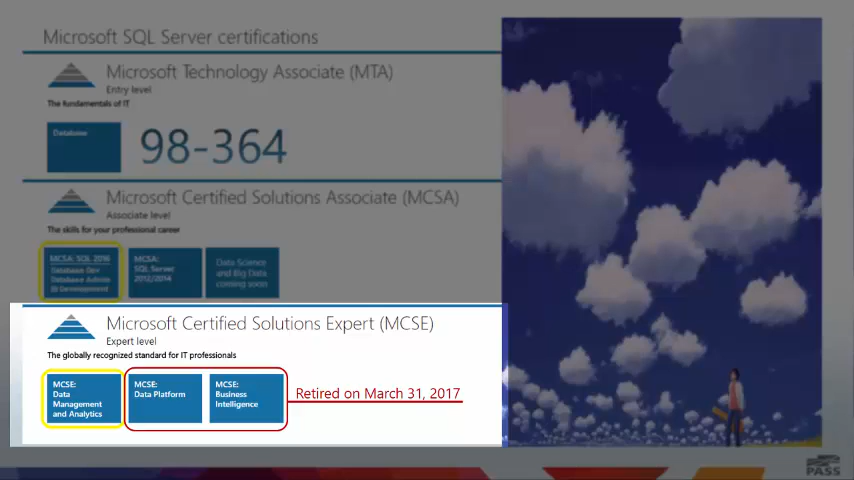 Microsoft SQL Server certifications
Microsoft Technology Associate (MTA)
Entry level
The fundamentals of IT
Database
98-364
Microsoft Certified Solutions Associate (MCSA)
Associate level
The skills for your professional career
MCSA: SQL 2016
Database Dev
Database Admin
BI Development
MCSA:
SQL Server
2012/2014
Data Science
and Big Data
coming soon
Microsoft Certified Solutions Expert (MCSE)
Expert level
The globally recognized standard for IT professionals
MCSE:
Data
Management
and Analytics
MCSE:
Data Platform
MCSE:
Business
Intelligence
Retired on March 31, 2017
PASS